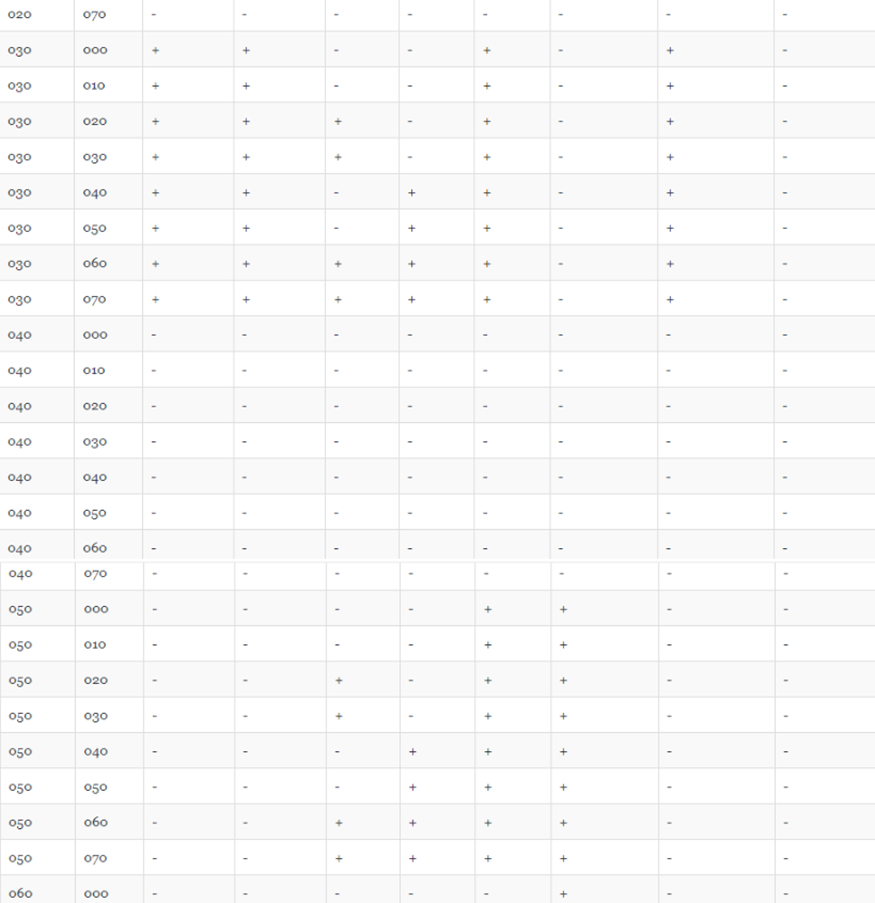 020 070 - - - - - - - -
030 000 + + - - + - + -
030 010 + + - - + - + -
030 020 + + + - + - + -
030 030 + + + - + - + -
030 040 + + - + + - + -
030 050 + + - + + - + -
030 060 + + + + + - + -
030 070 + + + + + - + -
040 000 - - - - - - - -
040 010 - - - - - - - -
040 020 - - - - - - - -
040 030 - - - - - - - -
040 040 - - - - - - - -
040 050 - - - - - - - -
040 060 - - - - - - - -
040 070 - - - - - - - -
050 000 - - - - + + - -
050 010 - - - - + + - -
050 020 - - + - + + - -
050 030 - - + - + + - -
050 040 - - - + + + - -
050 050 - - - + + + - -
050 060 - - + + + + - -
050 070 - - + + + + - -
060 000 - - - - - + - -